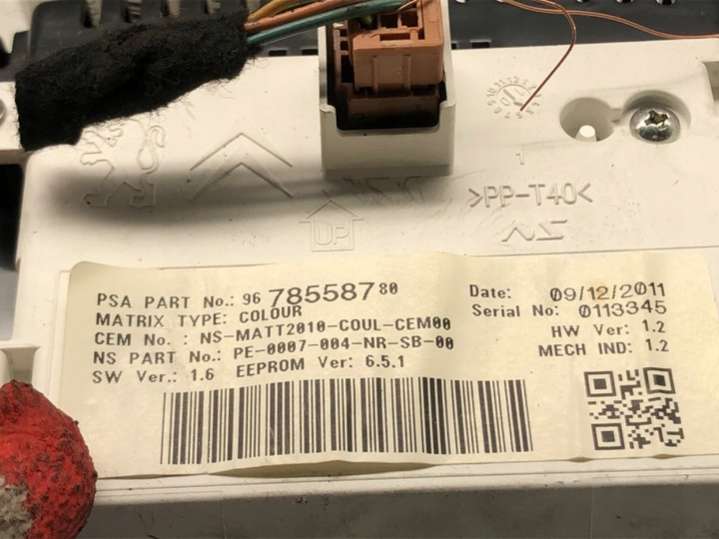 1
>PP-T40<
UP
PSA PART No.: 96 785587 80
MATRIX TYPE: COLOUR
CEM No. : NS-MATT2010-COUL-CEM00
NS PART No.: PE-0007-004-NR-SB-00
SW Ver.: 1.6 EEPROM Ver: 6.5.1
Date: 09/12/2011
Serial No: 0113345
HW Ver: 1.2
MECH IND: 1.2